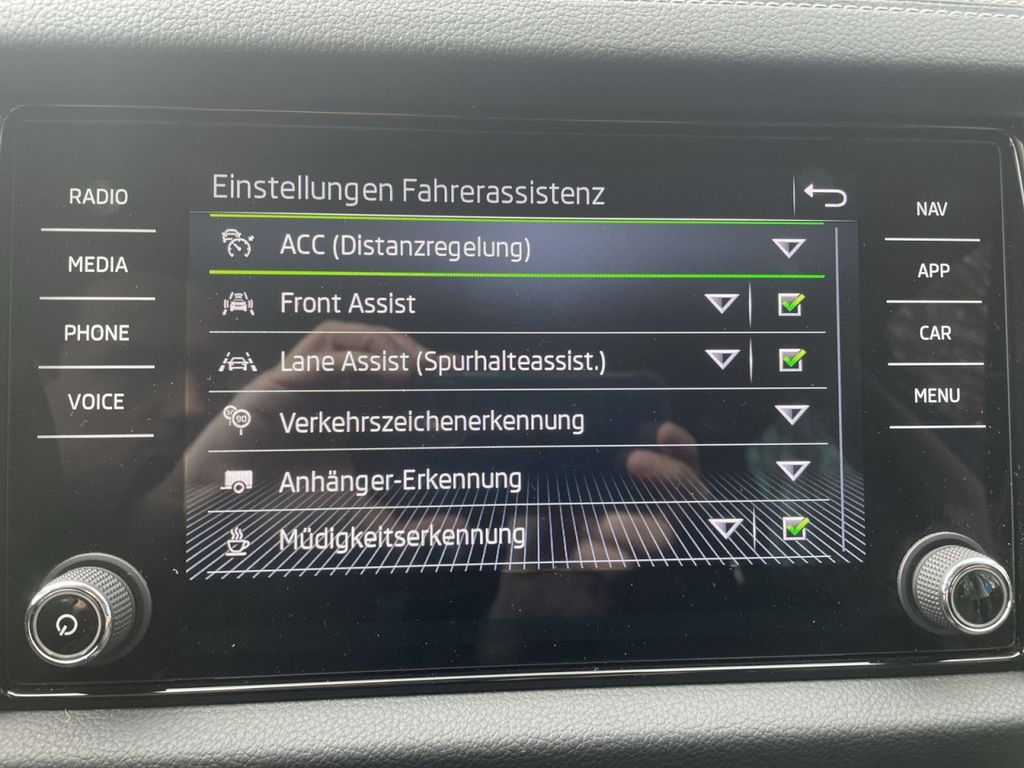 Einstellungen Fahrerassistenz
RADIO
MEDIA
PHONE
VOICE
ACC (Distanzregelung)
Front Assist
Lane Assist (Spurhalteassist.)
Verkehrszeichenerkennung
Anhänger-Erkennung
Müdigkeitserkennung
NAV
APP
CAR
MENU